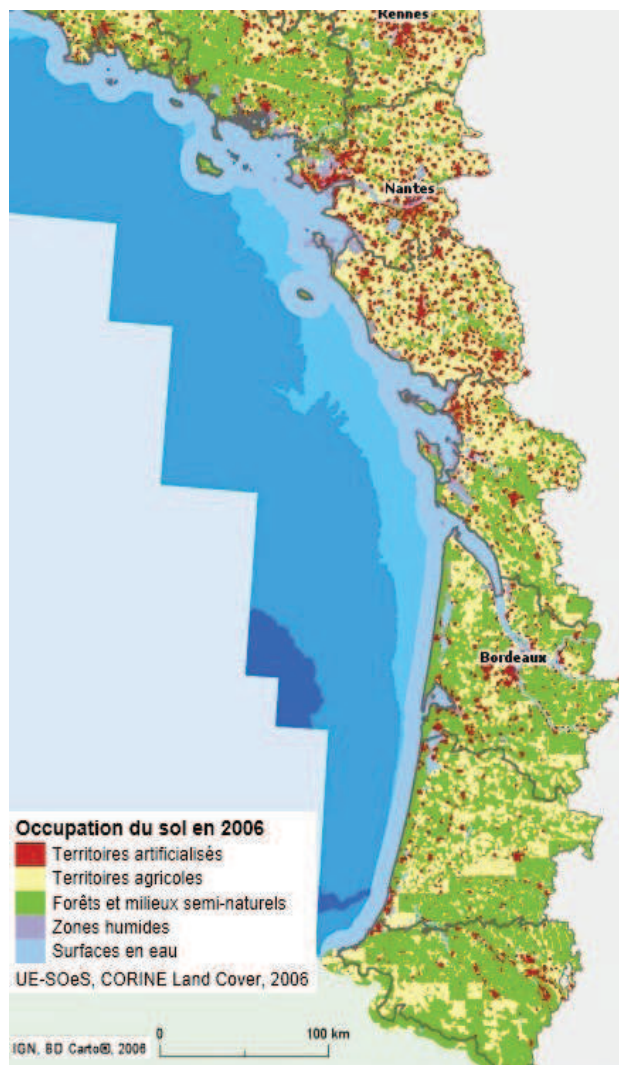 Rennes
Nantes
Bordeaux
Occupation du sol en 2006
Territoires artificialisés
Territoires agricoles
Forêts et milieux semi-naturels
Zones humides
Surfaces en eau
UE-SOeS, CORINE Land Cover, 2006
0 100 km
IGN, BD Carto®, 2006